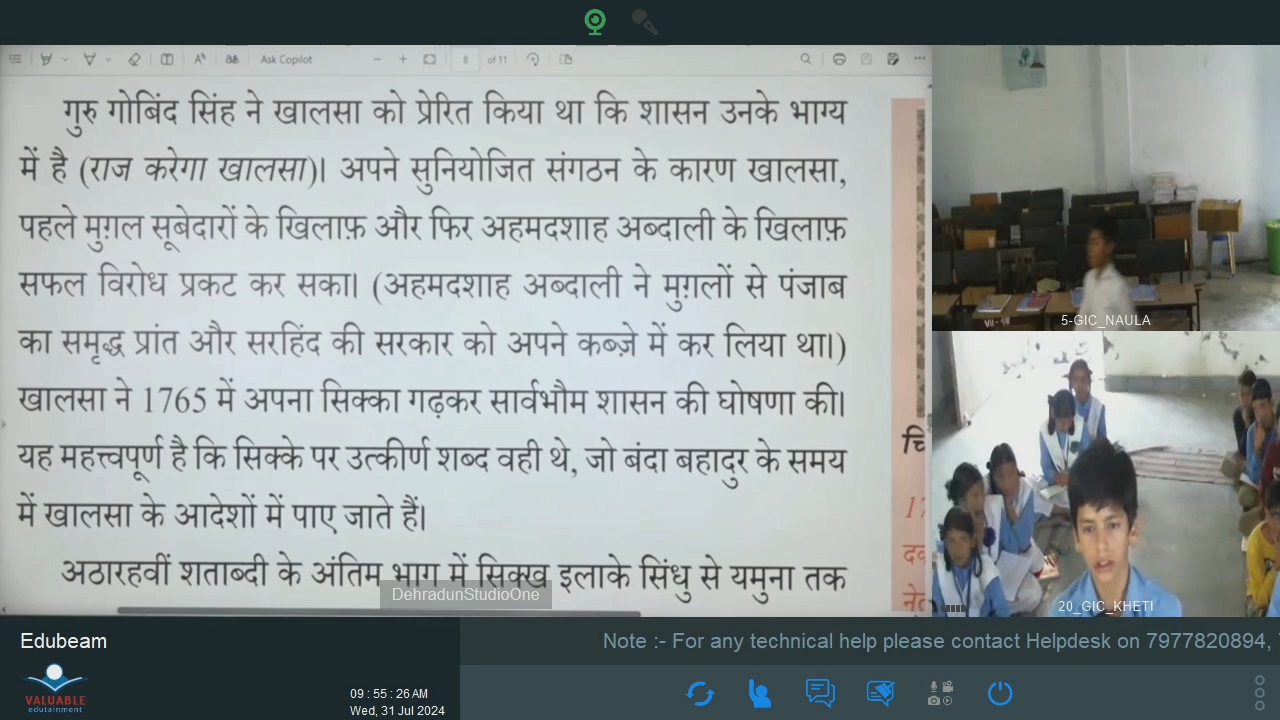 Ask Copilot
8
of 11
गुरु गोबिंद सिंह ने खालसा को प्रेरित किया था कि शासन उनके भाग्य
में है (राज करेगा खालसा)। अपने सुनियोजित संगठन के कारण खालसा,
पहले मुग़ल सूबेदारों के खिलाफ़ और फिर अहमदशाह अब्दाली के खिलाफ़
सफल विरोध प्रकट कर सका। (अहमदशाह अब्दाली ने मुग़लों से पंजाब
का समृद्ध प्रांत और सरहिंद की सरकार को अपने कब्ज़े में कर लिया था।)
खालसा ने 1765 में अपना सिक्का गढ़कर सार्वभौम शासन की घोषणा की।
यह महत्त्वपूर्ण है कि सिक्के पर उत्कीर्ण शब्द वही थे, जो बंदा बहादुर के समय
में खालसा के आदेशों में पाए जाते हैं।
अठारहवीं शताब्दी के अंतिम भाग में सिक्ख इलाके सिंधु से यमुना तक
DehradunStudioOne
5-GIC_NAULA
20_GIC_KHETI
Edubeam
VALUABLE
edutainment
09 : 55 : 26 AM
Wed, 31 Jul 2024
Note :- For any technical help please contact Helpdesk on 7977820894,